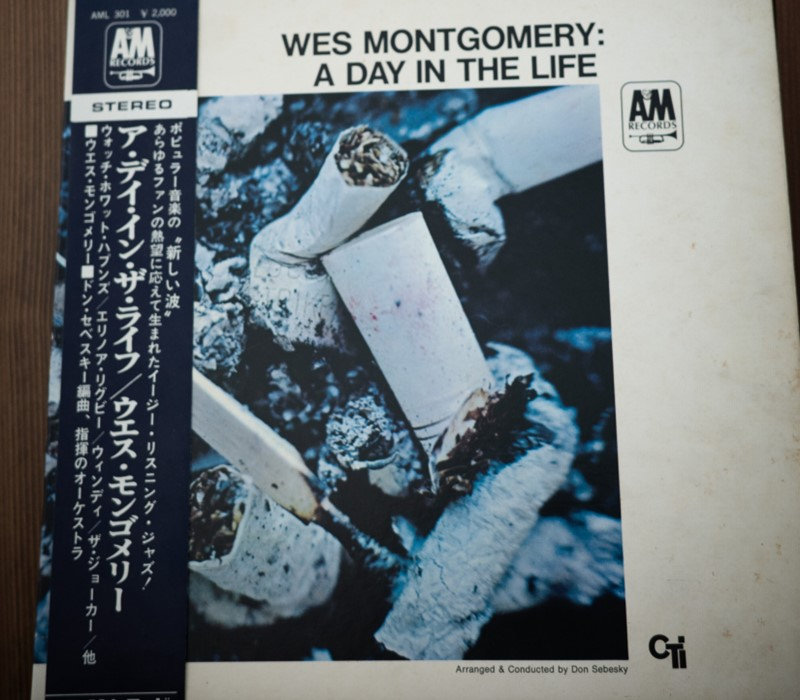 AML 301 ¥2,000
A&M
RECORDS
STEREO
ポピュラー音楽の〝新しい波〟
あらゆるファンの熱望に応えて生まれたイージー・リスニング・ジャズ!
ア・デイ・イン・ザ・ライフ/ウエス・モンゴメリー
ウォッチ・ホワット・ハプンズ/エリノア・リグビー/ウィンディ/ザ・ジョーカー/他
■ウエス・モンゴメリー■ドン・セベスキー編曲、指揮のオーケストラ
WES MONTGOMERY:
A DAY IN THE LIFE
A&M
RECORDS
CTi
Arranged & Conducted by Don Sebesky